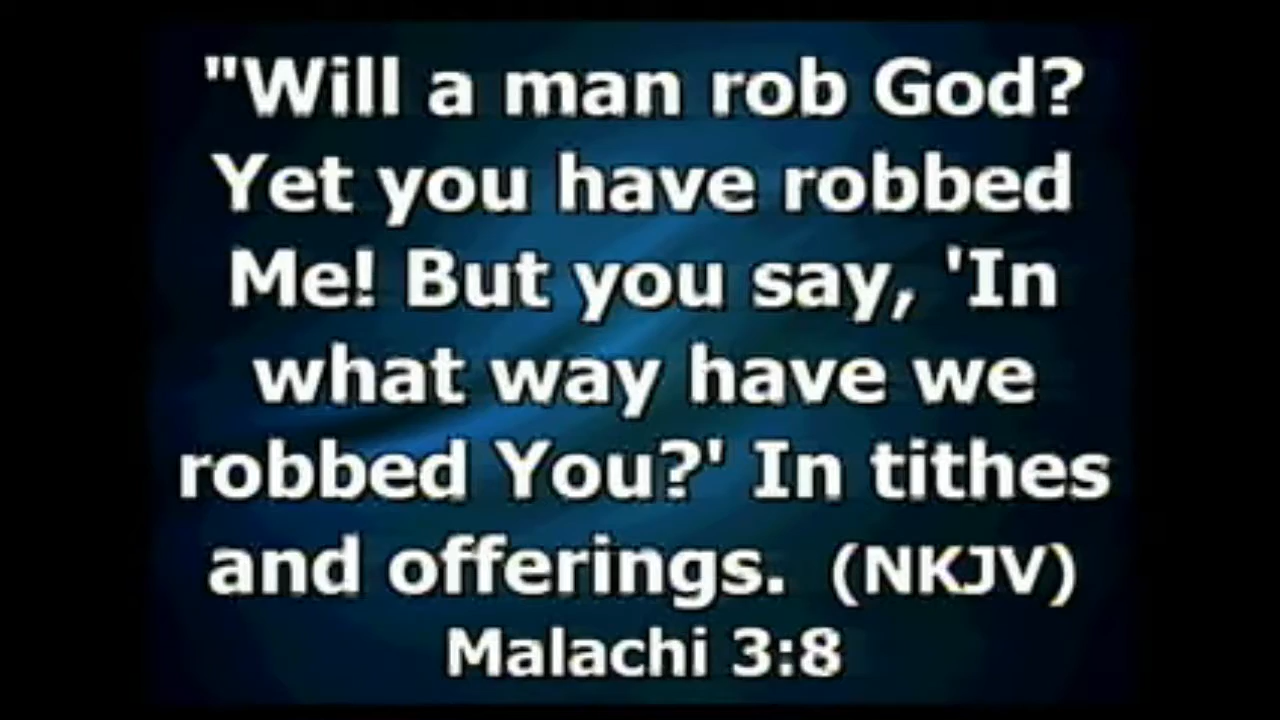 "Will a man rob God?
Yet you have robbed
Me! But you say, 'In
what way have we
robbed You?' In tithes
and offerings.  (NKJV)
Malachi 3:8